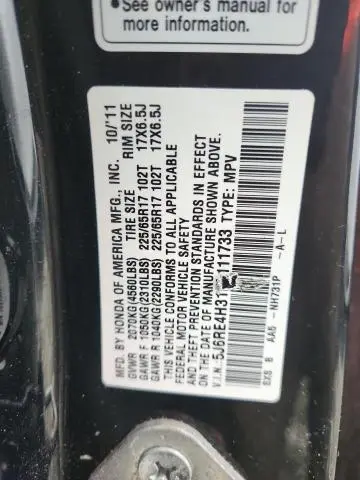 •See owner's manual for
more information.
MFD. BY HONDA OF AMERICA MFG., INC. 10/'11
GVWR 2070KG(4560LBS) TIRE SIZE RIM SIZE
GAWR F 1050KG(2310LBS) 225/65R17 102T 17X6.5J
GAWR R 1040KG(2290LBS) 225/65R17 102T 17X6.5J
THIS VEHICLE CONFORMS TO ALL APPLICABLE
FEDERAL MOTOR VEHICLE SAFETY
AND THEFT PREVENTION STANDARDS IN EFFECT
ON THE DATE OF MANUFACTURE SHOWN ABOVE.
V.I.N.: 5J6RE4H31 111733 TYPE: MPV
SXS B AA5- NH731P -A-L